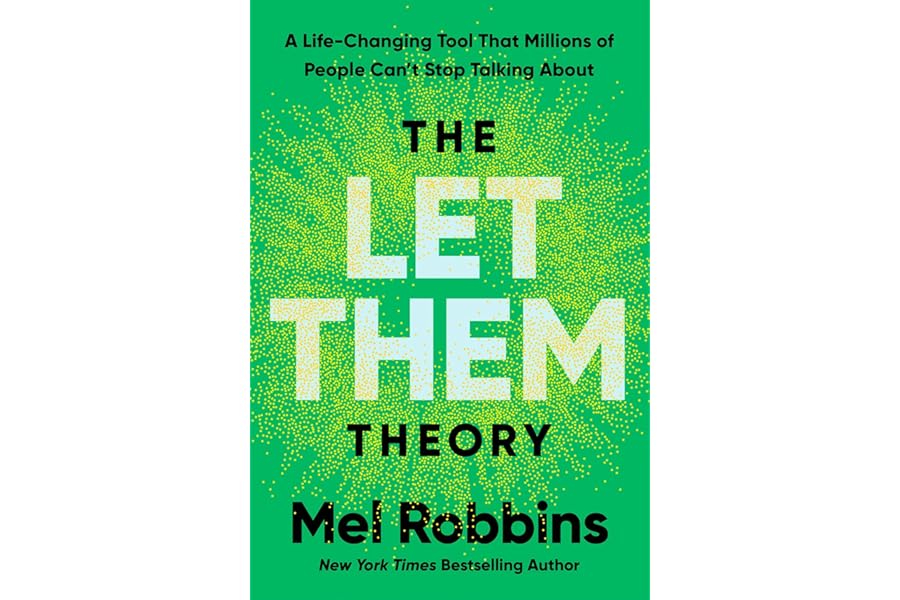 A Life-Changing Tool That Millions of
People Can't Stop Talking About
THE
LET
THEM
THEORY
Mel Robbins
New York Times Bestselling Author